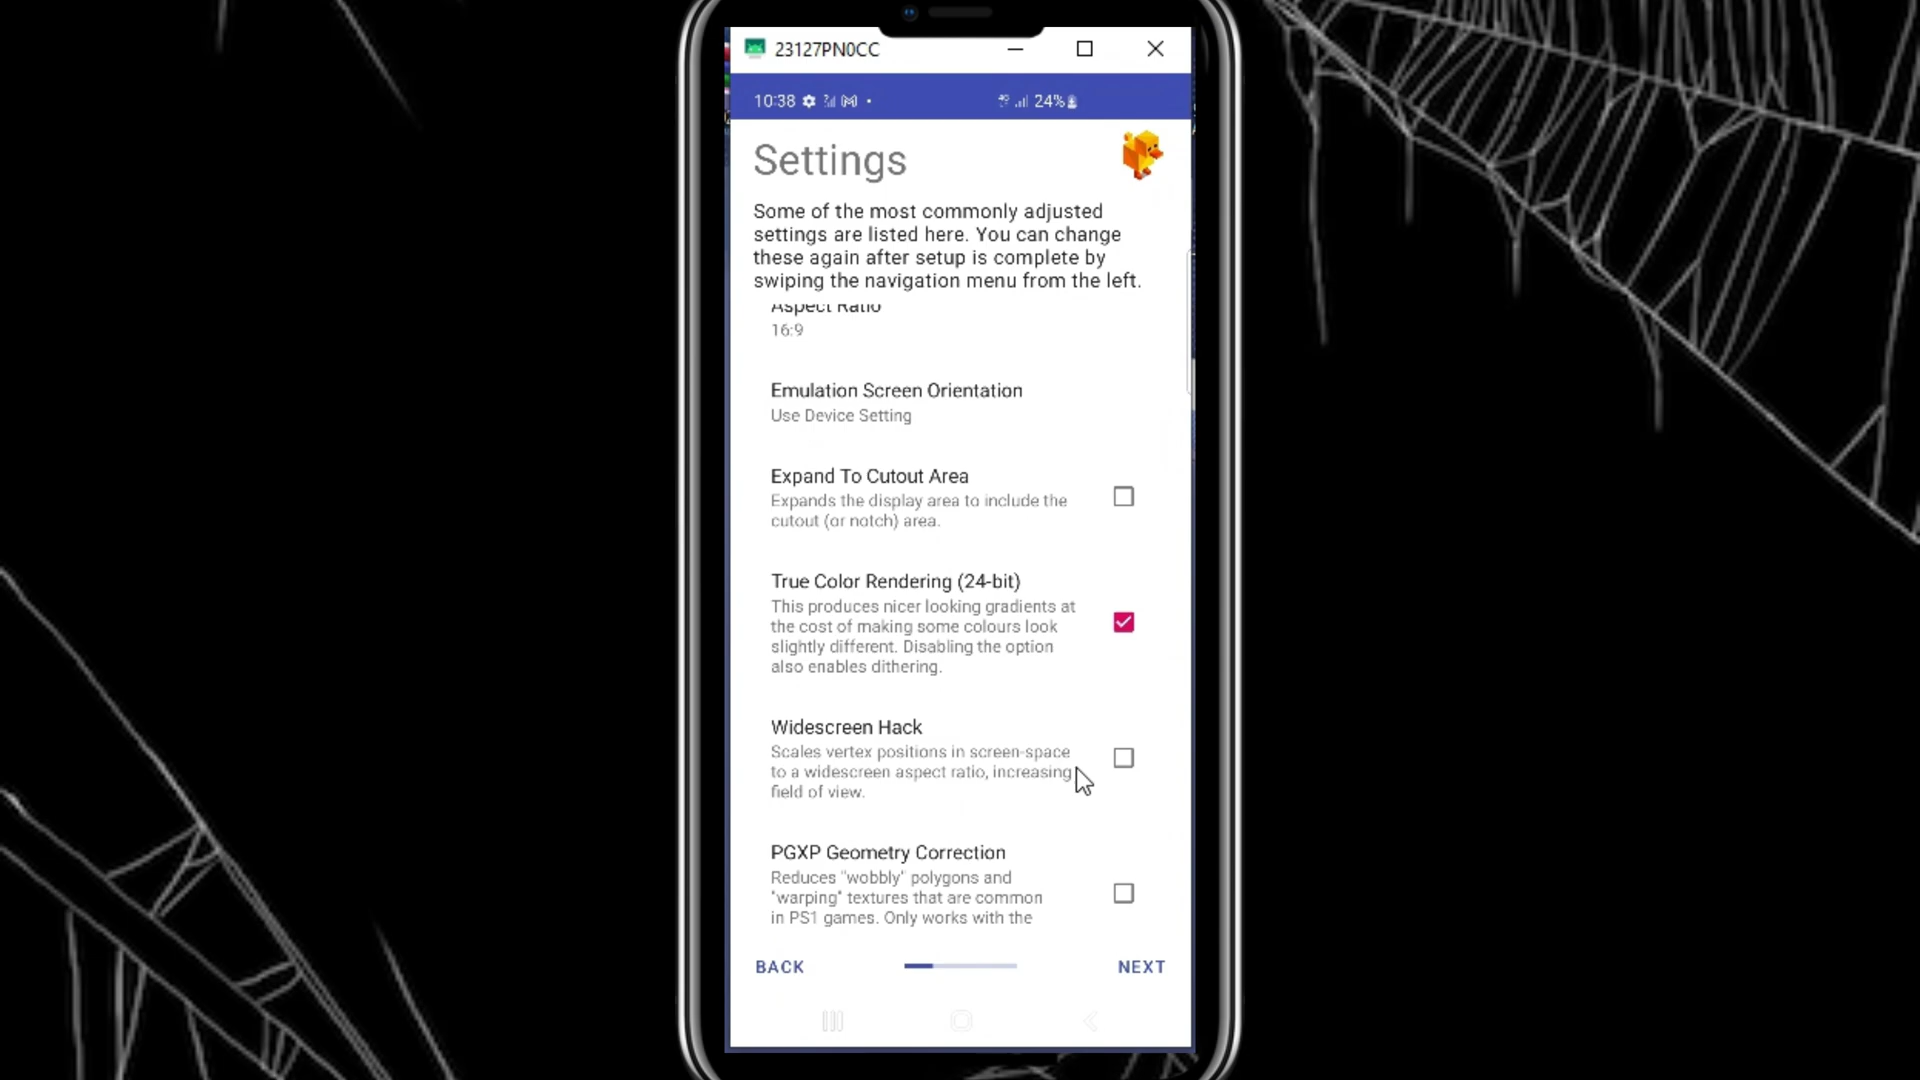 23127PN0CC
10:38
24%
Settings
Some of the most commonly adjusted
settings are listed here. You can change
these again after setup is complete by
swiping the navigation menu from the left.
Aspect Ratio
16:9
Emulation Screen Orientation
Use Device Setting
Expand To Cutout Area
Expands the display area to include the
cutout (or notch) area.
True Color Rendering (24-bit)
This produces nicer looking gradients at
the cost of making some colours look
slightly different. Disabling the option
also enables dithering.
Widescreen Hack
Scales vertex positions in screen-space
to a widescreen aspect ratio, increasing
field of view.
PGXP Geometry Correction
Reduces "wobbly" polygons and
"warping" textures that are common
in PS1 games. Only works with the
BACK
NEXT